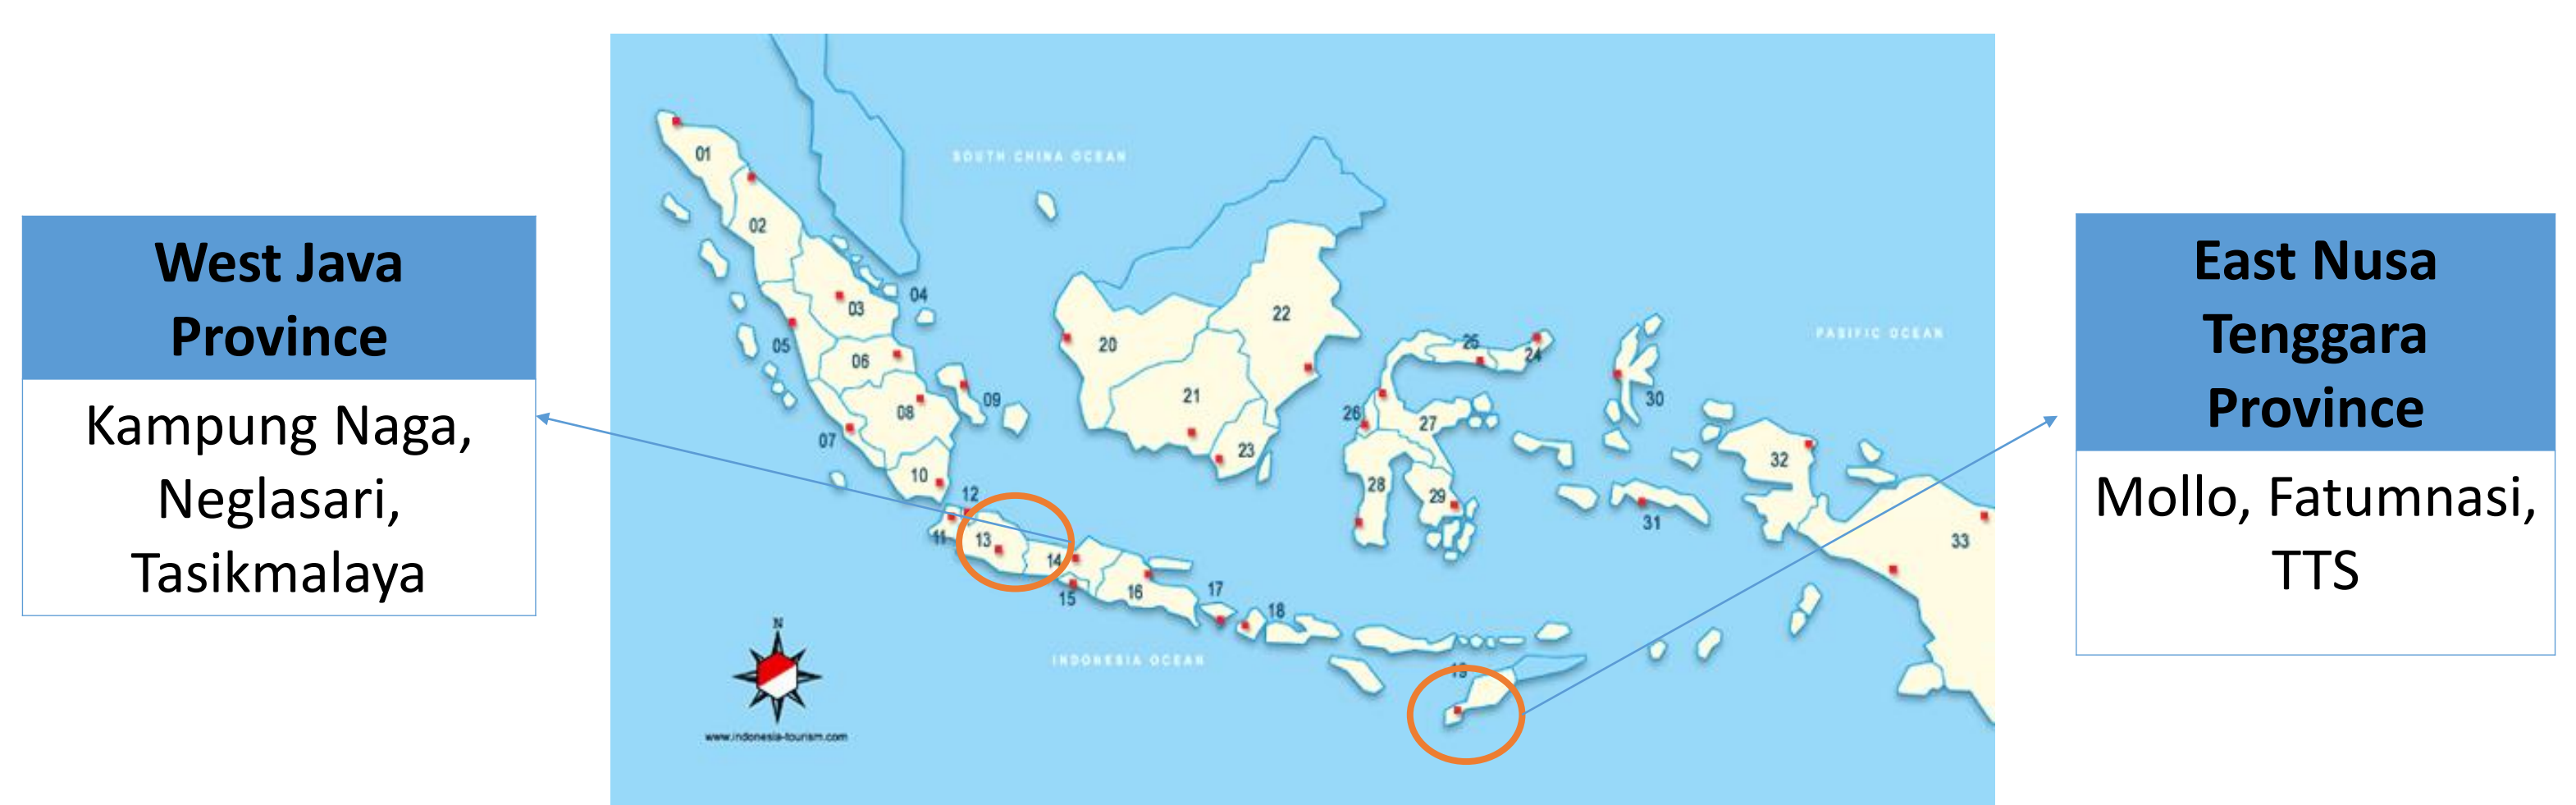 West Java
Province
Kampung Naga,
Neglasari,
Tasikmalaya
SOUTH CHINA OCEAN
PASIFIC OCEAN
INDONESIA OCEAN
01
02
03
04
05
06
07
08
09
10
11
12
13
14
15
16
17
18
19
20
21
22
23
24
25
26
27
28
29
30
31
32
33
N
www.indonesia-tourism.com
East Nusa
Tenggara
Province
Mollo, Fatumnasi,
TTS